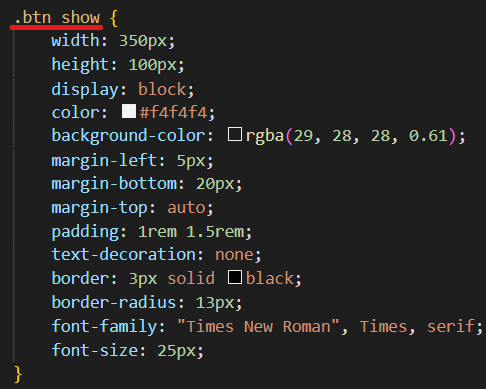 .btn show {
width: 350px;
height: 100px;
display: block;
color: #f4f4f4;
background-color: rgba(29, 28, 28, 0.61);
margin-left: 5px;
margin-bottom: 20px;
margin-top: auto;
padding: 1rem 1.5rem;
text-decoration: none;
border: 3px solid black;
border-radius: 13px;
font-family: "Times New Roman", Times, serif;
font-size: 25px;
}